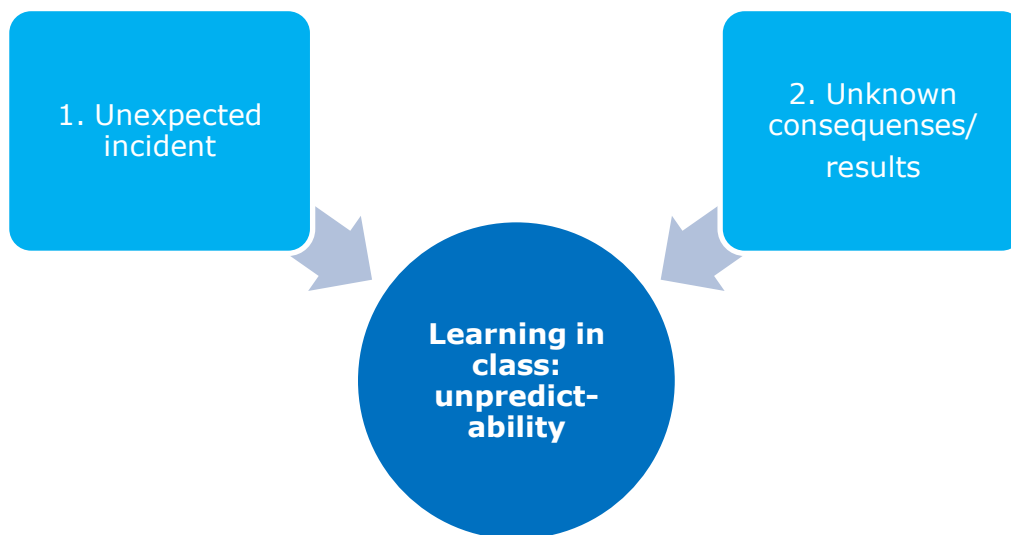 1. Unexpected
incident
2. Unknown
consequenses/
results
Learning in
class:
unpredict-
ability